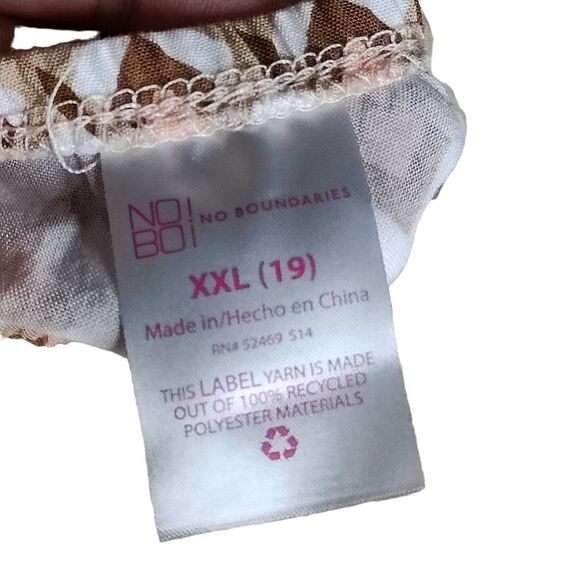 NO
BO! NO BOUNDARIES
XXL (19)
Made in/Hecho en China
RN# 52469 S14
THIS LABEL YARN IS MADE
OUT OF 100% RECYCLED
POLYESTER MATERIALS